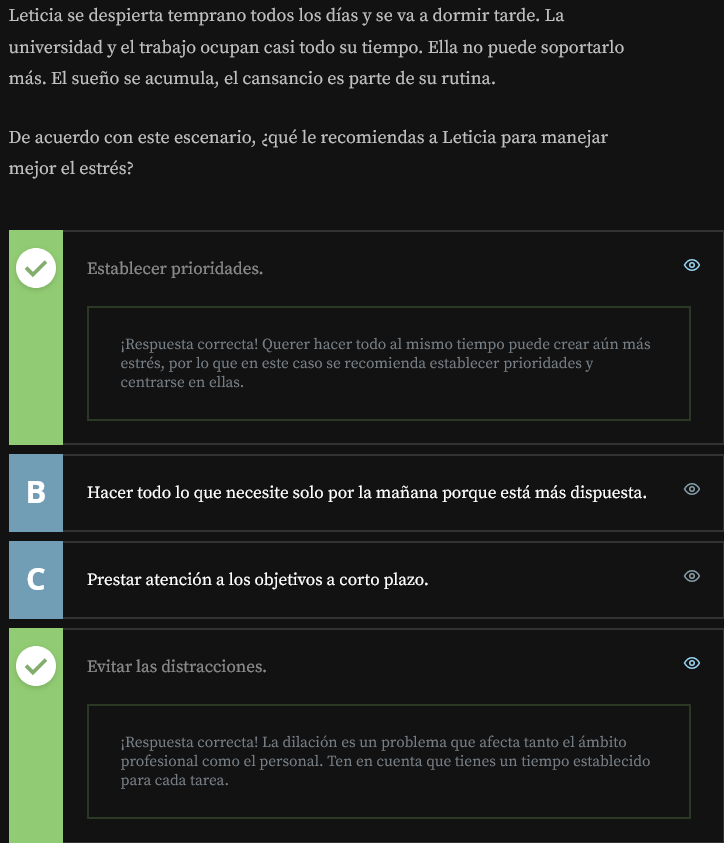 Leticia se despierta temprano todos los días y se va a dormir tarde. La
universidad y el trabajo ocupan casi todo su tiempo. Ella no puede soportarlo
más. El sueño se acumula, el cansancio es parte de su rutina.
De acuerdo con este escenario, ¿qué le recomiendas a Leticia para manejar
mejor el estrés?
Establecer prioridades.
¡Respuesta correcta! Querer hacer todo al mismo tiempo puede crear aún más
estrés, por lo que en este caso se recomienda establecer prioridades y
centrarse en ellas.
B
Hacer todo lo que necesite solo por la mañana porque está más dispuesta.
C
Prestar atención a los objetivos a corto plazo.
Evitar las distracciones.
¡Respuesta correcta! La dilación es un problema que afecta tanto el ámbito
profesional como el personal. Ten en cuenta que tienes un tiempo establecido
para cada tarea.